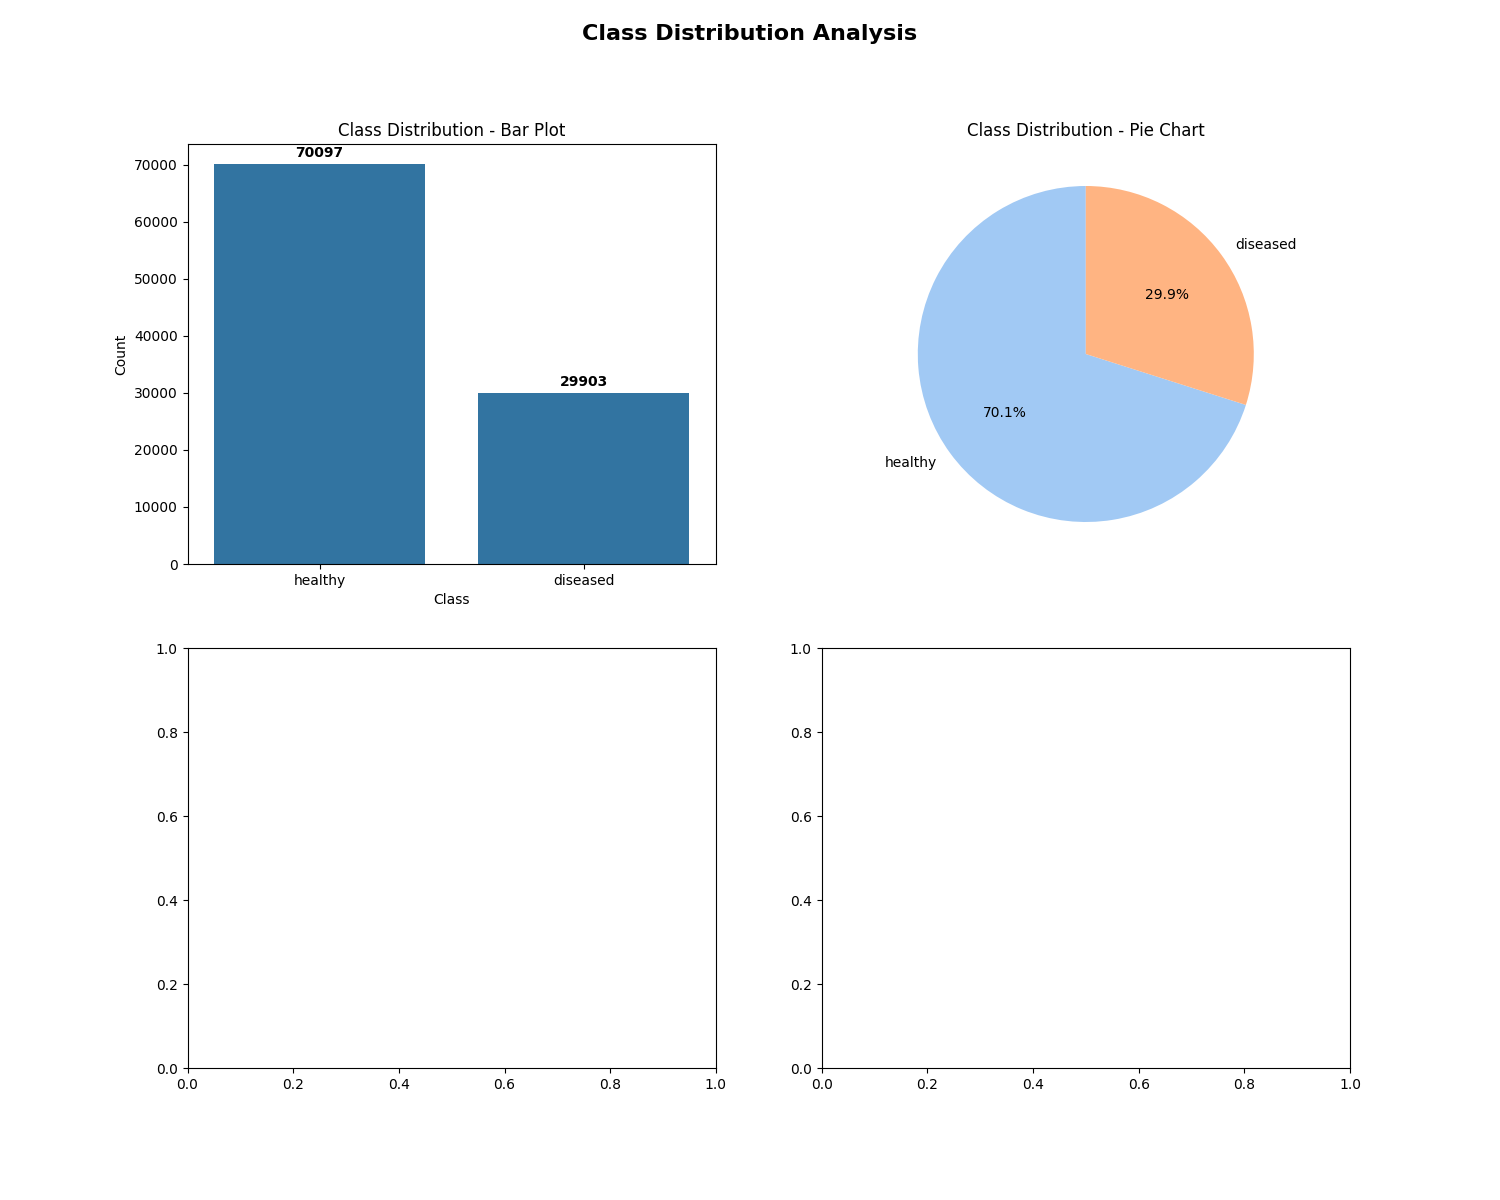 Class Distribution Analysis
Class Distribution - Bar Plot
70097
29903
70000
60000
50000
40000
30000
20000
10000
0
Count
healthy
diseased
Class
Class Distribution - Pie Chart
diseased
29.9%
70.1%
healthy
1.0
0.8
0.6
0.4
0.2
0.0
0.0 0.2 0.4 0.6 0.8 1.0
1.0
0.8
0.6
0.4
0.2
0.0
0.0 0.2 0.4 0.6 0.8 1.0